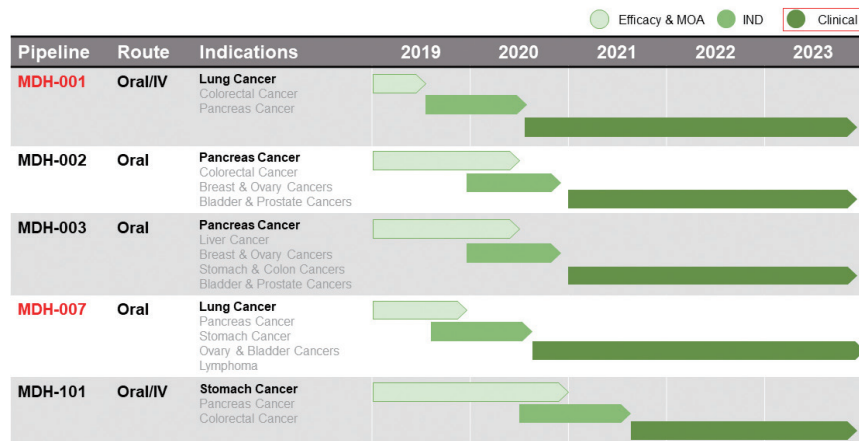 Efficacy & MOA IND Clinical
Pipeline Route Indications 2019 2020 2021 2022 2023
MDH-001 Oral/IV Lung Cancer
Colorectal Cancer
Pancreas Cancer
MDH-002 Oral Pancreas Cancer
Colorectal Cancer
Breast & Ovary Cancers
Bladder & Prostate Cancers
MDH-003 Oral Pancreas Cancer
Liver Cancer
Breast & Ovary Cancers
Stomach & Colon Cancers
Bladder & Prostate Cancers
MDH-007 Oral Lung Cancer
Pancreas Cancer
Stomach Cancer
Ovary & Bladder Cancers
Lymphoma
MDH-101 Oral/IV Stomach Cancer
Pancreas Cancer
Colorectal Cancer